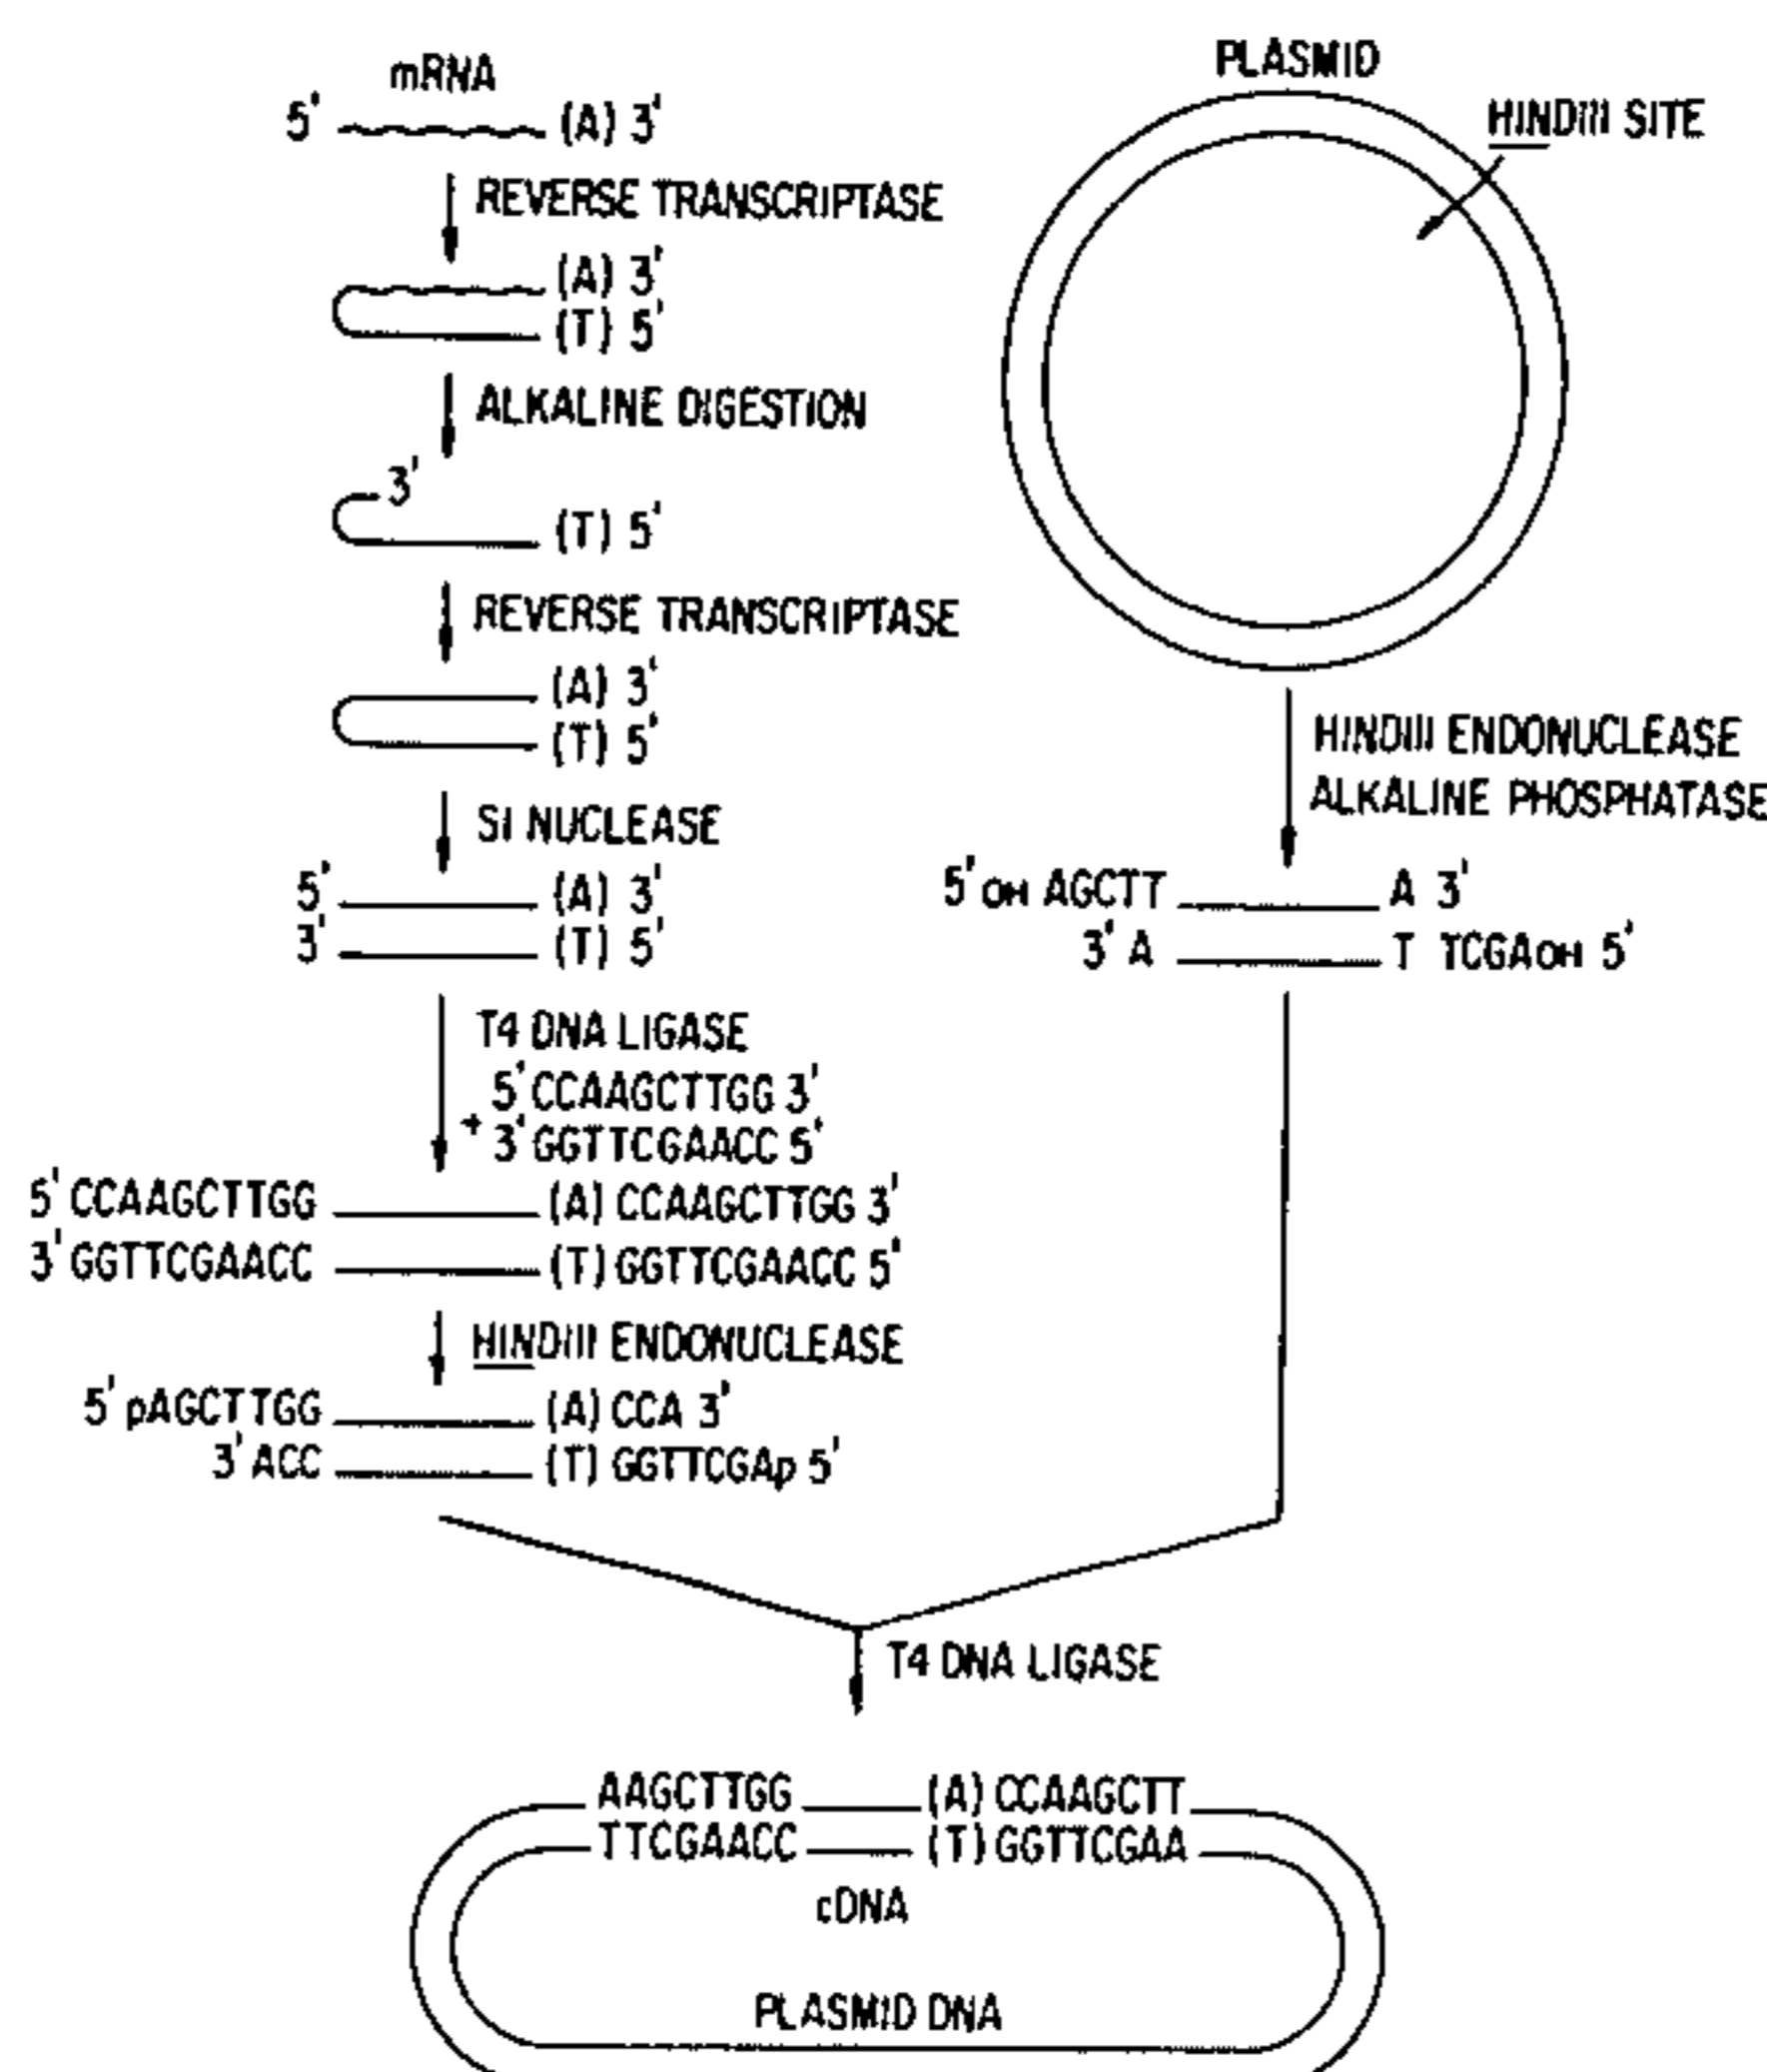 mRNA
5' (A) 3'
REVERSE TRANSCRIPTASE
(A) 3'
(T) 5'
ALKALINE DIGESTION
3'
(T) 5'
REVERSE TRANSCRIPTASE
(A) 3'
(T) 5'
S1 NUCLEASE
5' (A) 3'
3' (T) 5'
T4 DNA LIGASE
5'CCAAGCTTGG 3'
+ 3'GGTTCGAACC 5'
5'CCAAGCTTGG (A) CCAAGCTTGG 3'
3'GGTTCGAACC (T) GGTTCGAACC 5'
HINDIII ENDONUCLEASE
5'pAGCTTGG (A) CCA 3'
3'ACC (T) GGTTCGAp 5'
PLASMID
HINDIII SITE
HINDIII ENDONUCLEASE
ALKALINE PHOSPHATASE
5'OH AGCTT A 3'
3' A T TCGAOH 5'
T4 DNA LIGASE
AAGCTTGG (A) CCAAGCTT
TTCGAACC (T) GGTTCGAA
cDNA
PLASMID DNA